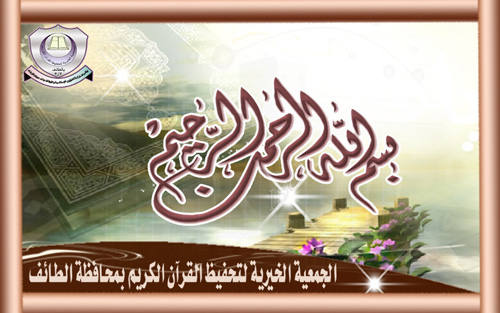 بسم الله الرحمن الرحيم
الجمعية الخيرية لتحفيظ القرآن الكريم بمحافظة الطائف